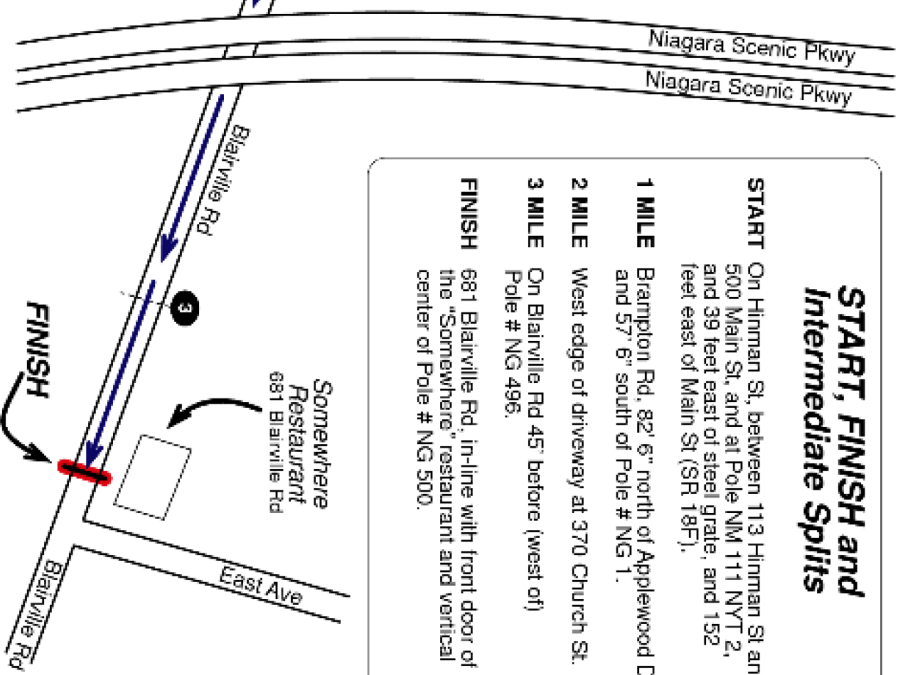 Niagara Scenic Pkwy
Niagara Scenic Pkwy
Blairville Rd
3
FINISH
Somewhere
Restaurant
681 Blairville Rd
East Ave
Blairville Rd
START, FINISH and
Intermediate Splits
START On Hinman St, between 113 Hinman St an
500 Main St, and at Pole NM 111 NYT 2,
and 39 feet east of steel grate, and 152
feet east of Main St (SR 18F).
1 MILE Brampton Rd, 82' 6" north of Applewood D
and 57' 6" south of Pole # NG 1.
2 MILE West edge of driveway at 370 Church St.
3 MILE On Blairville Rd 45' before (west of)
Pole # NG 496.
FINISH 681 Blairville Rd, in-line with front door of
the "Somewhere" restaurant and vertical
center of Pole # NG 500.